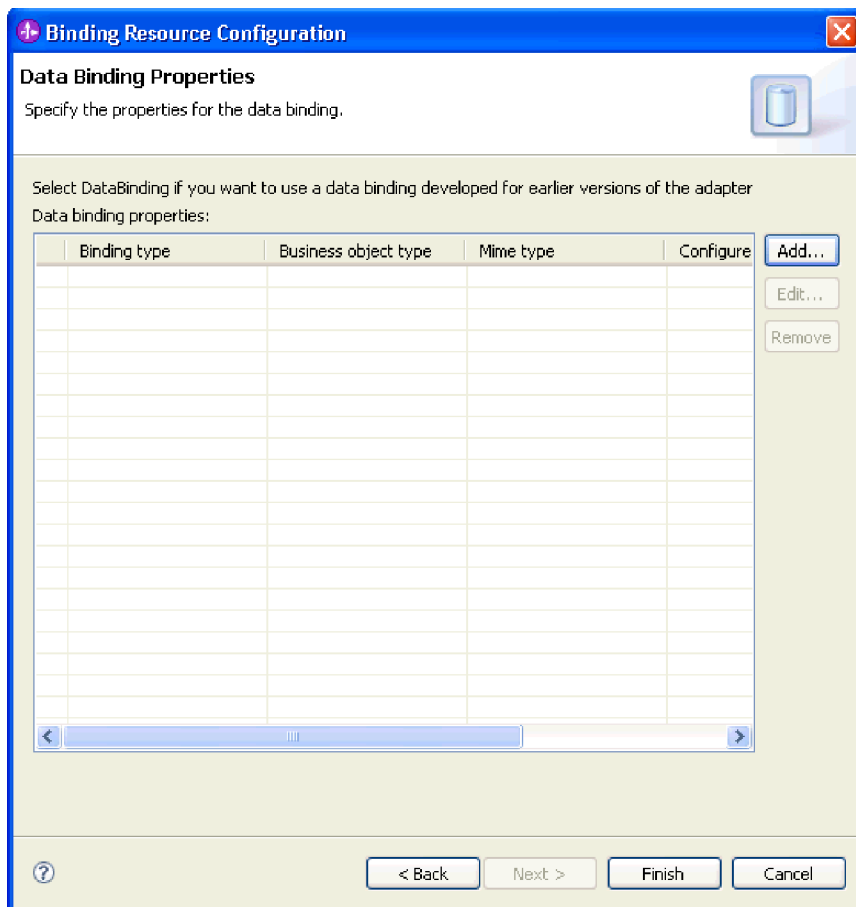 Binding Resource Configuration
Data Binding Properties
Specify the properties for the data binding.
Select DataBinding if you want to use a data binding developed for earlier versions of the adapter
Data binding properties:
Binding type Business object type Mime type Configure
Add...
Edit...
Remove
< Back Next > Finish Cancel